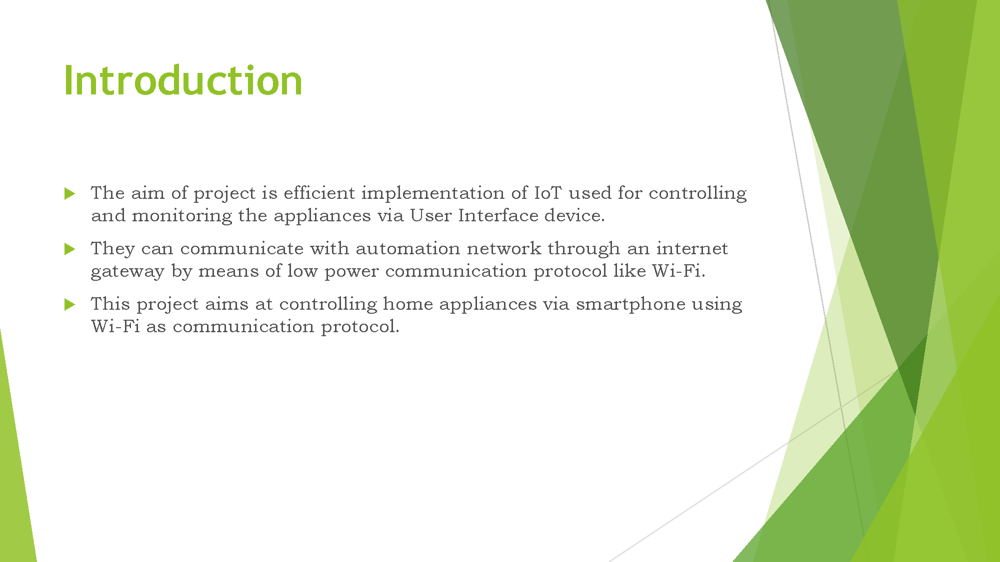 Introduction
The aim of project is efficient implementation of IoT used for controlling
and monitoring the appliances via User Interface device.
They can communicate with automation network through an internet
gateway by means of low power communication protocol like Wi-Fi.
This project aims at controlling home appliances via smartphone using
Wi-Fi as communication protocol.